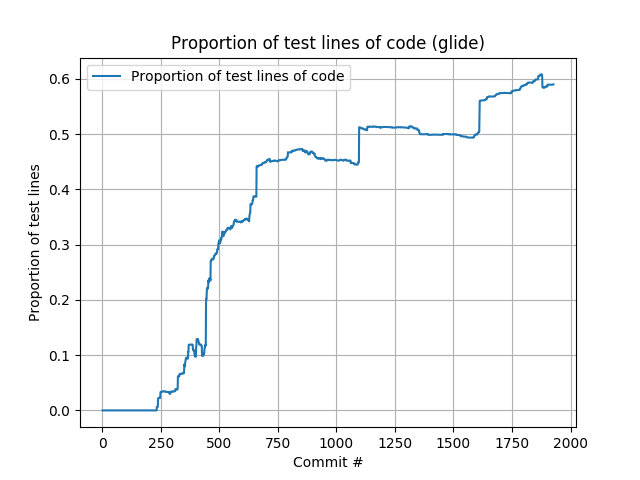 Proportion of test lines of code (glide)
Proportion of test lines of code
Proportion of test lines
0.6
0.5
0.4
0.3
0.2
0.1
0.0
0 250 500 750 1000 1250 1500 1750 2000
Commit #